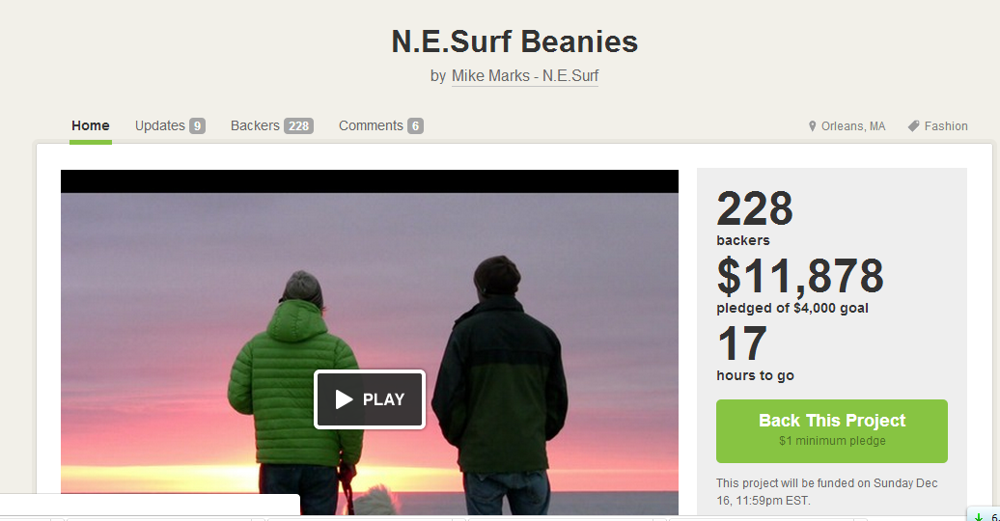 N.E.Surf Beanies
by Mike Marks - N.E.Surf
Home Updates 9 Backers 228 Comments 6 Orleans, MA Fashion
228
backers
$11,878
pledged of $4,000 goal
17
hours to go
PLAY
Back This Project
$1 minimum pledge
This project will be funded on Sunday Dec
16, 11:59pm EST.